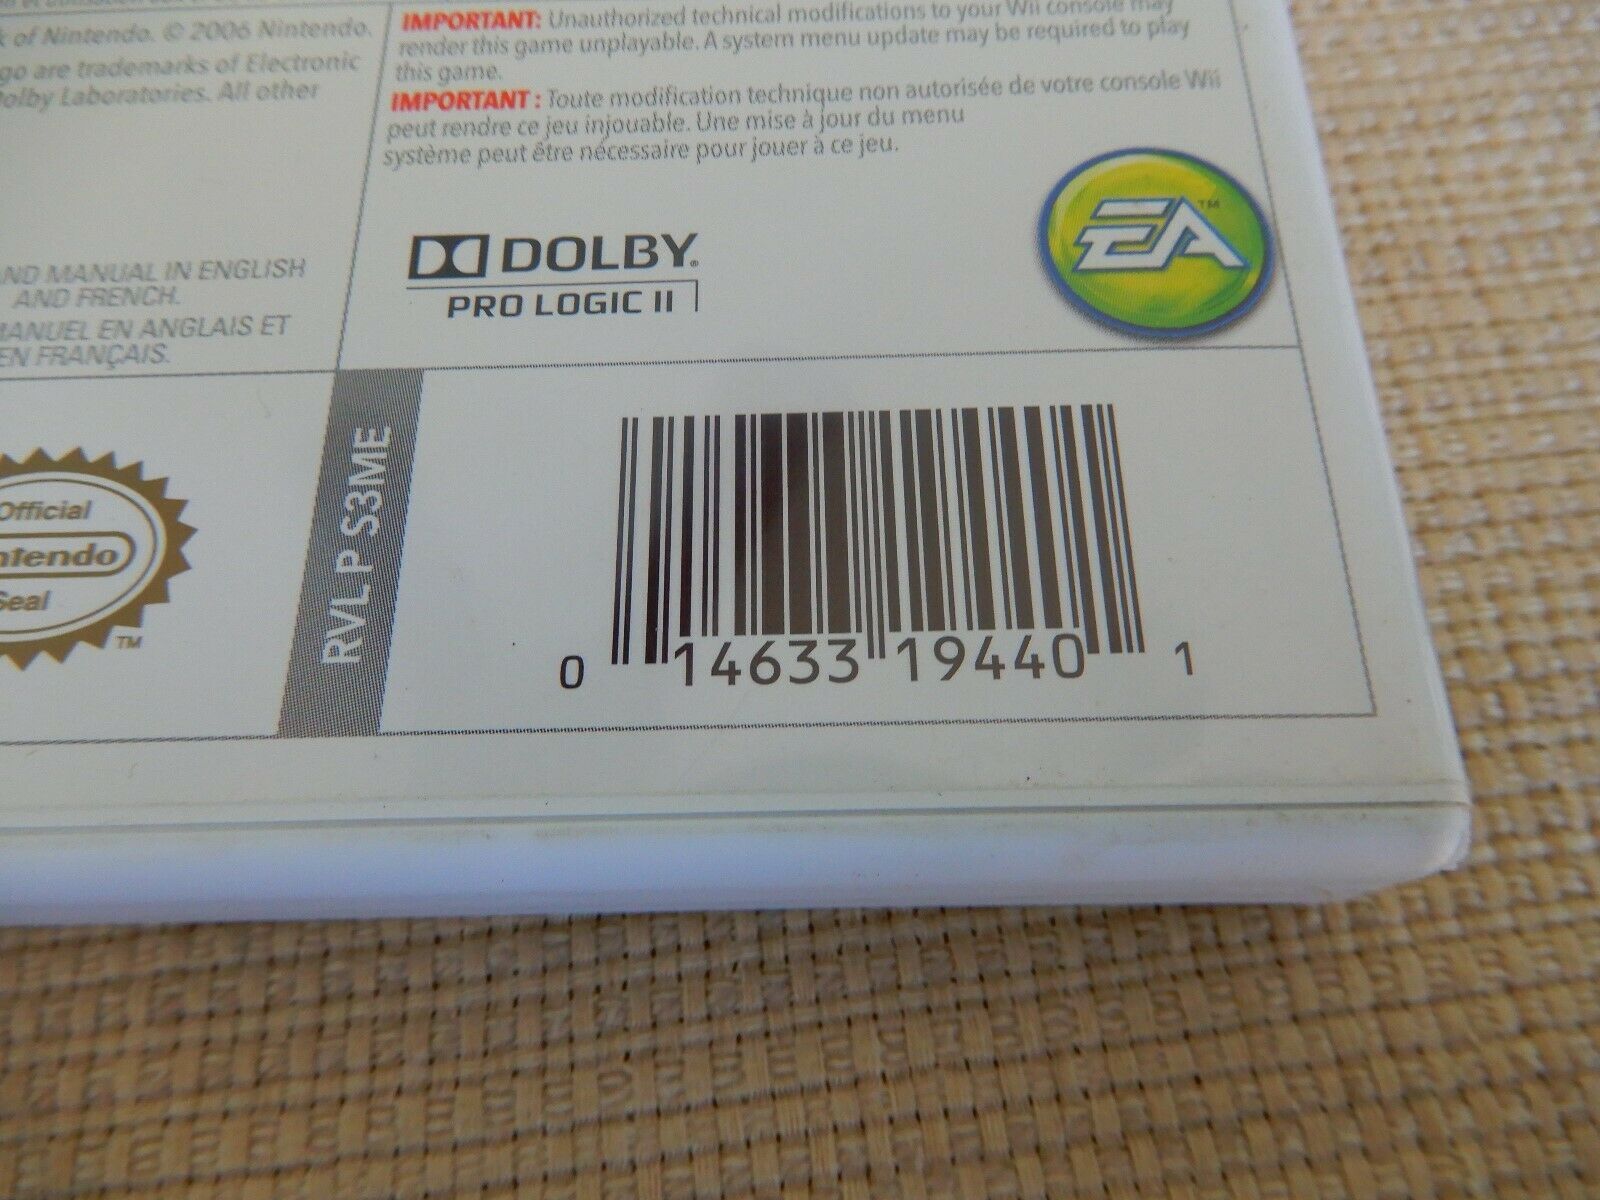 k of Nintendo. © 2006 Nintendo.
go are trademarks of Electronic
Dolby Laboratories. All other
IMPORTANT: Unauthorized technical modifications to your Wii console may
render this game unplayable. A system menu update may be required to play
this game.
IMPORTANT : Toute modification technique non autorisée de votre console Wii
peut rendre ce jeu injouable. Une mise à jour du menu
système peut être nécessaire pour jouer à ce jeu.
ND MANUAL IN ENGLISH
AND FRENCH.
MANUEL EN ANGLAIS ET
EN FRANÇAIS.
DOLBY
PRO LOGIC II
EA™
Official
Nintendo
Seal
TM
RVL P S3ME
0 14633 19440 1